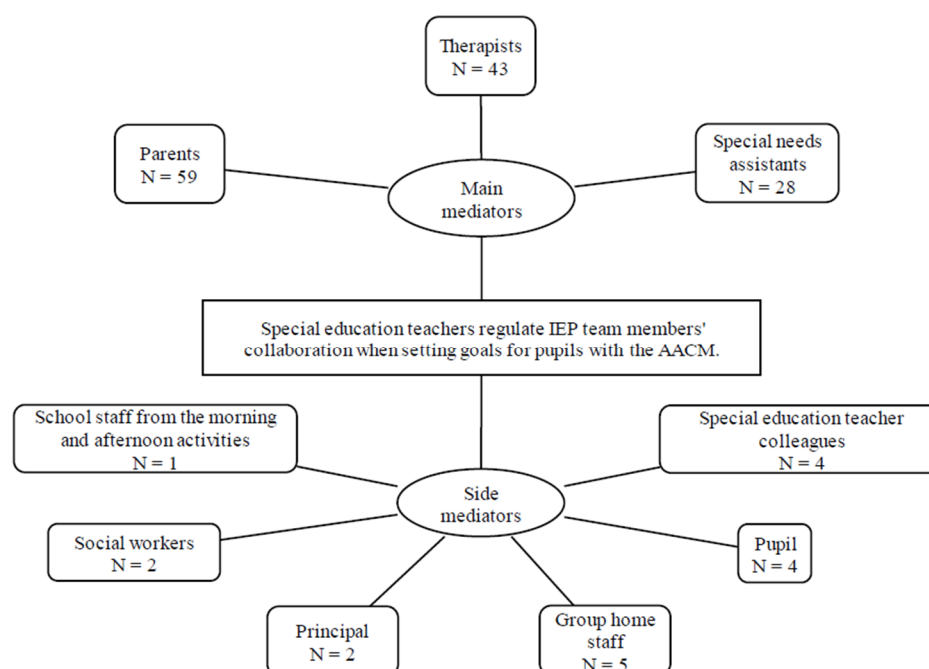 Therapists
N = 43
Parents
N = 59
Special needs
assistants
N = 28
Main
mediators
Special education teachers regulate IEP team members'
collaboration when setting goals for pupils with the AACM.
School staff from the morning
and afternoon activities
N = 1
Special education teacher
colleagues
N = 4
Side
mediators
Social workers
N = 2
Pupil
N = 4
Principal
N = 2
Group home
staff
N = 5